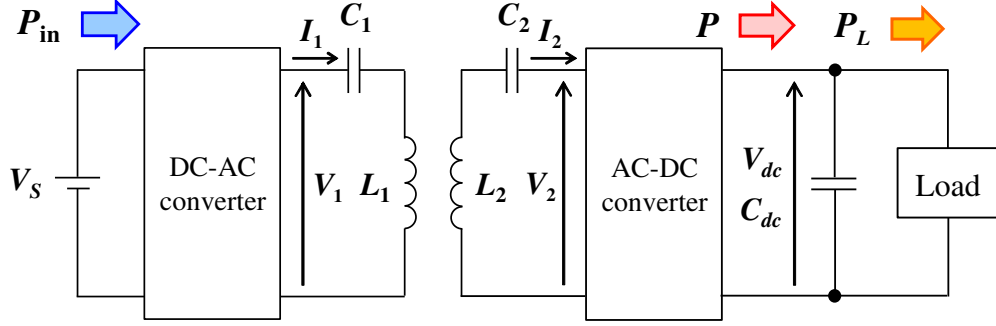 P_in
P
P_L
C_1
I_1
C_2
I_2
V_S
DC-AC
converter
V_1
L_1
L_2
V_2
AC-DC
converter
V_dc
C_dc
Load